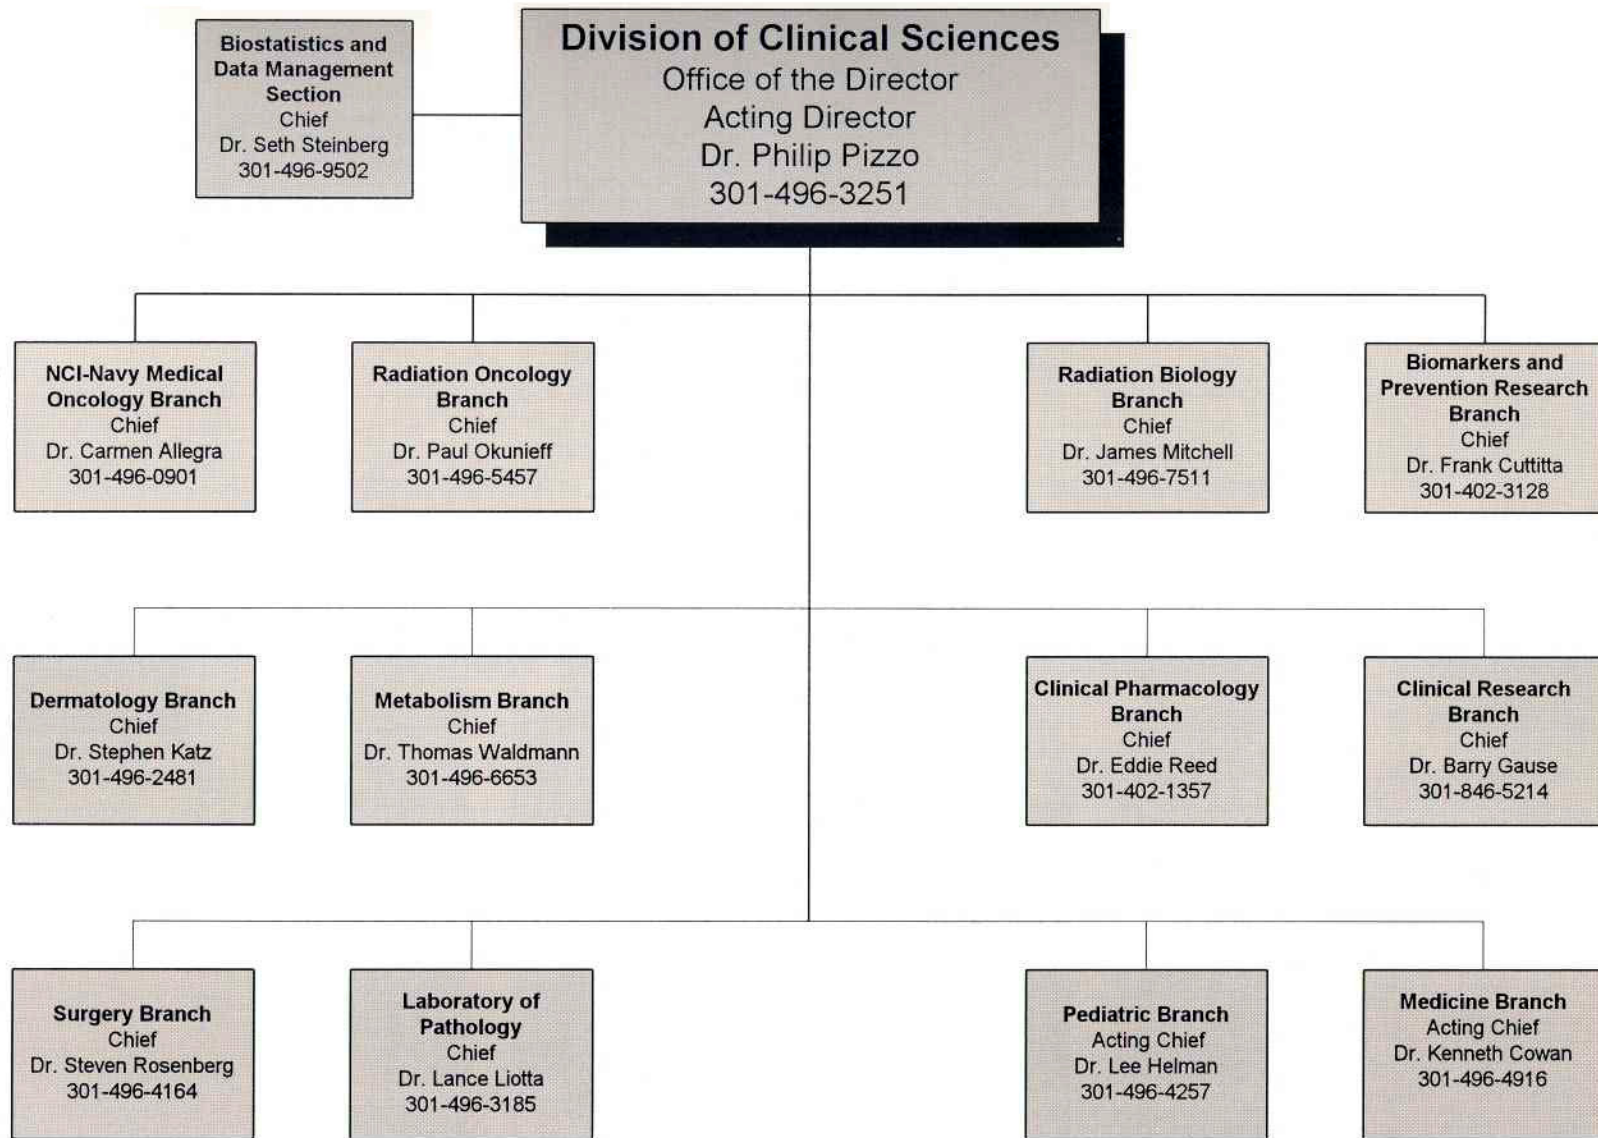 Biostatistics and
Data Management
Section
Chief
Dr. Seth Steinberg
301-496-9502
Division of Clinical Sciences
Office of the Director
Acting Director
Dr. Philip Pizzo
301-496-3251
NCI-Navy Medical
Oncology Branch
Chief
Dr. Carmen Allegra
301-496-0901
Radiation Oncology
Branch
Chief
Dr. Paul Okunieff
301-496-5457
Radiation Biology
Branch
Chief
Dr. James Mitchell
301-496-7511
Biomarkers and
Prevention Research
Branch
Chief
Dr. Frank Cuttitta
301-402-3128
Dermatology Branch
Chief
Dr. Stephen Katz
301-496-2481
Metabolism Branch
Chief
Dr. Thomas Waldmann
301-496-6653
Clinical Pharmacology
Branch
Chief
Dr. Eddie Reed
301-402-1357
Clinical Research
Branch
Chief
Dr. Barry Gause
301-846-5214
Surgery Branch
Chief
Dr. Steven Rosenberg
301-496-4164
Laboratory of
Pathology
Chief
Dr. Lance Liotta
301-496-3185
Pediatric Branch
Acting Chief
Dr. Lee Helman
301-496-4257
Medicine Branch
Acting Chief
Dr. Kenneth Cowan
301-496-4916